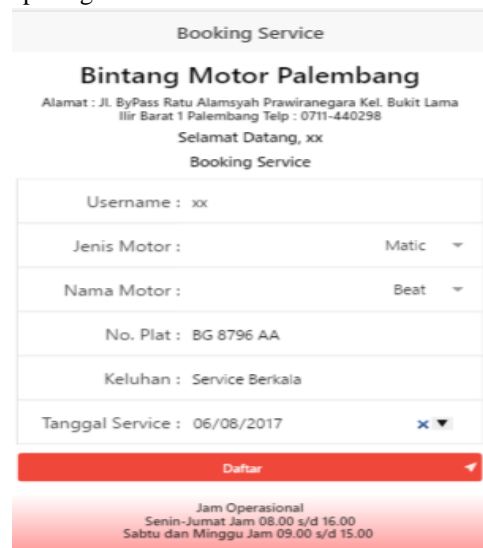 Booking Service
Bintang Motor Palembang
Alamat : Jl. ByPass Ratu Alamsyah Prawiranegara Kel. Bukit Lama
Ilir Barat 1 Palembang Telp : 0711-440298
Selamat Datang, xx
Booking Service
Username : xx
Jenis Motor : Matic
Nama Motor : Beat
No. Plat : BG 8796 AA
Keluhan : Service Berkala
Tanggal Service : 06/08/2017
Daftar
Jam Operasional
Senin-Jumat Jam 08.00 s/d 16.00
Sabtu dan Minggu Jam 09.00 s/d 15.00